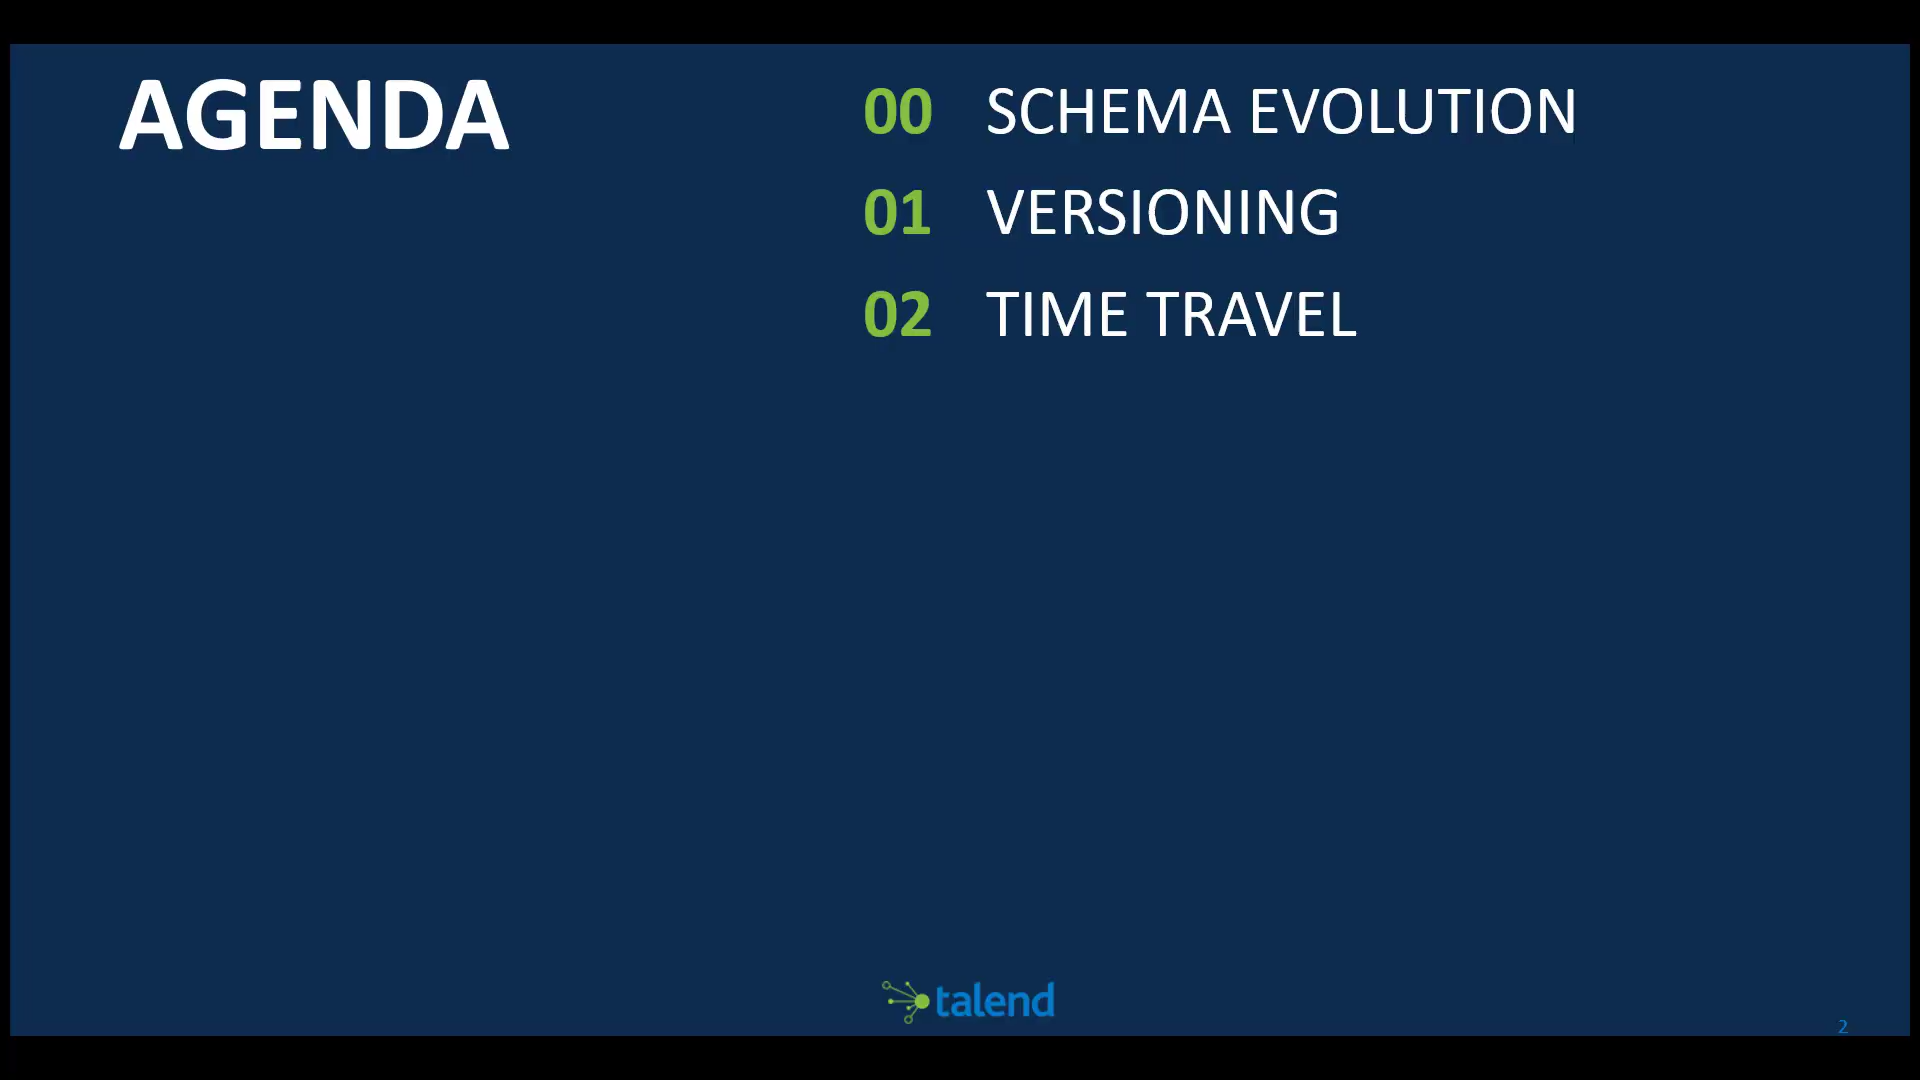 AGENDA
00 SCHEMA EVOLUTION
01 VERSIONING
02 TIME TRAVEL
talend
2